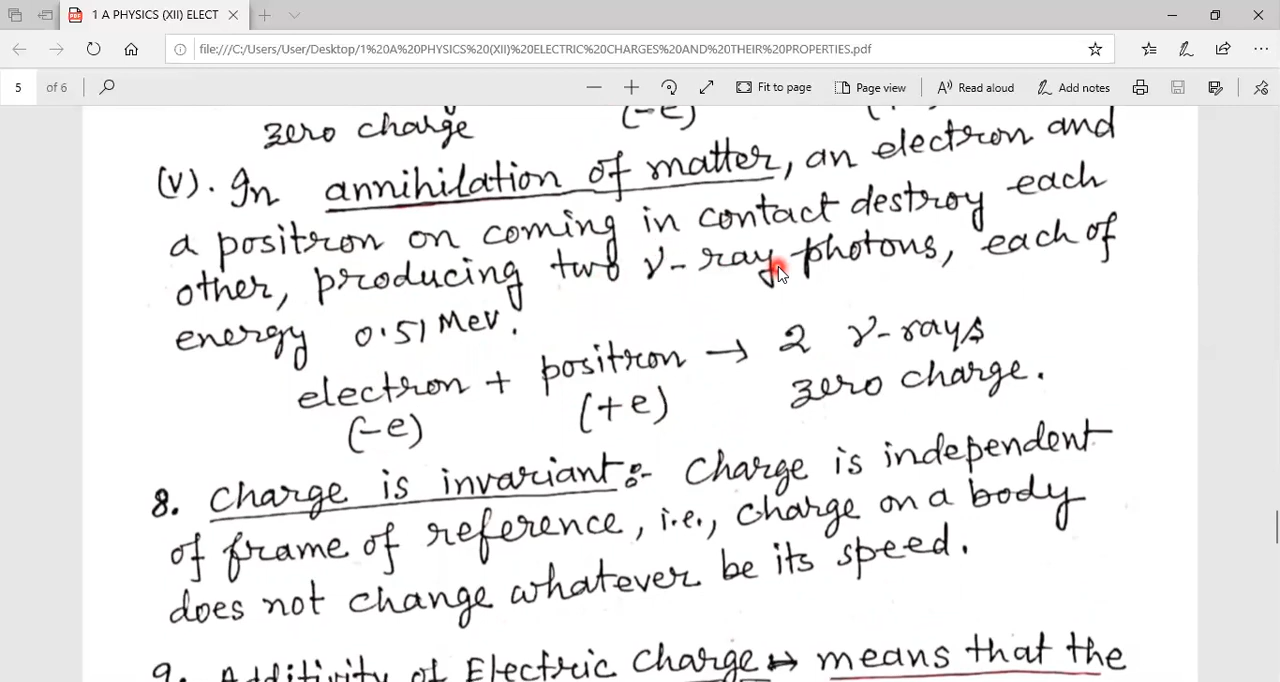 1 A PHYSICS (XII) ELECT
file:///C:/Users/User/Desktop/1%20A%20PHYSICS%20(XII)%20ELECTRIC%20CHARGES%20AND%20THEIR%20PROPERTIES.pdf
5 of 6 Fit to page Page view Read aloud Add notes
zero charge (-e)
(v). In annihilation of matter, an electron and
a positron on coming in contact destroy each
other, producing two γ-ray photons, each of
energy 0.51 MeV.
electron + positron → 2 γ-rays
(-e) (+e) zero charge.
8. Charge is invariant :- Charge is independent
of frame of reference, i.e., charge on a body
does not change whatever be its speed.
9. Additivity of Electric Charge ↔ means that the